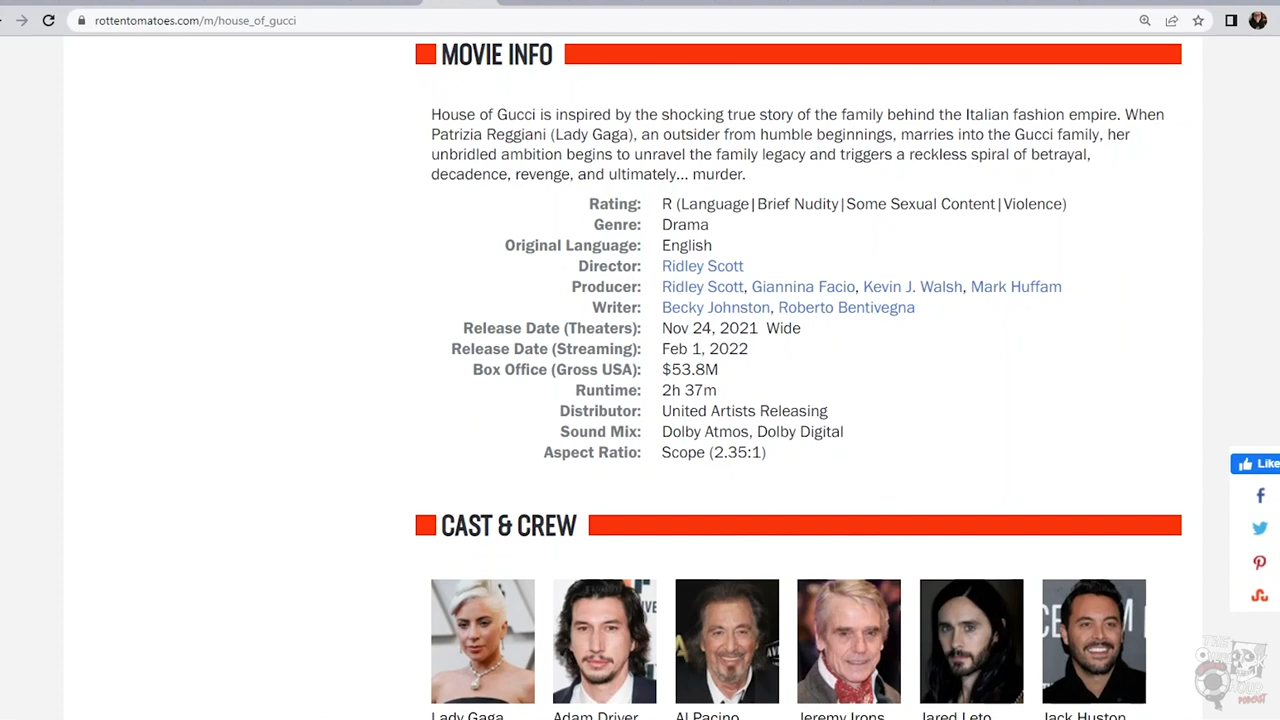 rottentomatoes.com/m/house_of_gucci
MOVIE INFO
House of Gucci is inspired by the shocking true story of the family behind the Italian fashion empire. When
Patrizia Reggiani (Lady Gaga), an outsider from humble beginnings, marries into the Gucci family, her
unbridled ambition begins to unravel the family legacy and triggers a reckless spiral of betrayal,
decadence, revenge, and ultimately... murder.
Rating: R (Language|Brief Nudity|Some Sexual Content|Violence)
Genre: Drama
Original Language: English
Director: Ridley Scott
Producer: Ridley Scott, Giannina Facio, Kevin J. Walsh, Mark Huffam
Writer: Becky Johnston, Roberto Bentivegna
Release Date (Theaters): Nov 24, 2021 Wide
Release Date (Streaming): Feb 1, 2022
Box Office (Gross USA): $53.8M
Runtime: 2h 37m
Distributor: United Artists Releasing
Sound Mix: Dolby Atmos, Dolby Digital
Aspect Ratio: Scope (2.35:1)
Like
CAST & CREW
Lady Gaga Adam Driver Al Pacino Jeremy Irons Jared Leto Jack Huston
PODCAST